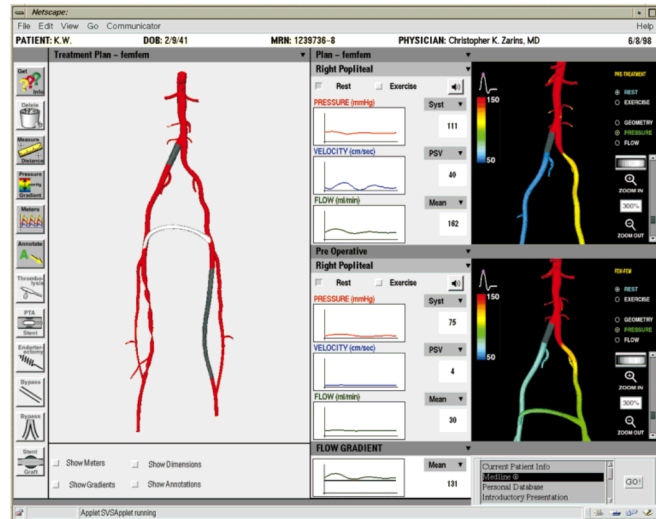 Netscape:
File Edit View Go Communicator Help
PATIENT: K.W. DOB: 2/9/41 MRN: 1239736-8 PHYSICIAN: Christopher K. Zarins, MD 6/8/98
Treatment Plan - femfem
Get
???
Info
Delete
Measure
Distance
Pressure
mmHg
Gradient
Meters
Annotate
A
Thrombo-
lysis
PTA
Stent
Endarter-
ectomy
Bypass
Bypass
Stent
Graft
Show Meters
Show Dimensions
Show Gradients
Show Annotations
Plan - femfem
Right Popliteal
Rest Exercise
PRESSURE (mmHg) Syst
111
VELOCITY (cm/sec) PSV
40
FLOW (ml/min) Mean
162
150
50
PRE-TREATMENT
REST
EXERCISE
GEOMETRY
PRESSURE
FLOW
ZOOM IN
300%
ZOOM OUT
Pre Operative
Right Popliteal
Rest Exercise
PRESSURE (mmHg) Syst
75
VELOCITY (cm/sec) PSV
4
FLOW (ml/min) Mean
30
150
50
FEM-FEM
REST
EXERCISE
GEOMETRY
PRESSURE
FLOW
ZOOM IN
300%
ZOOM OUT
FLOW GRADIENT
Mean
131
Current Patient Info
Medline ®
Personal Database
Introductory Presentation
GO!
Applet SVSApplet running